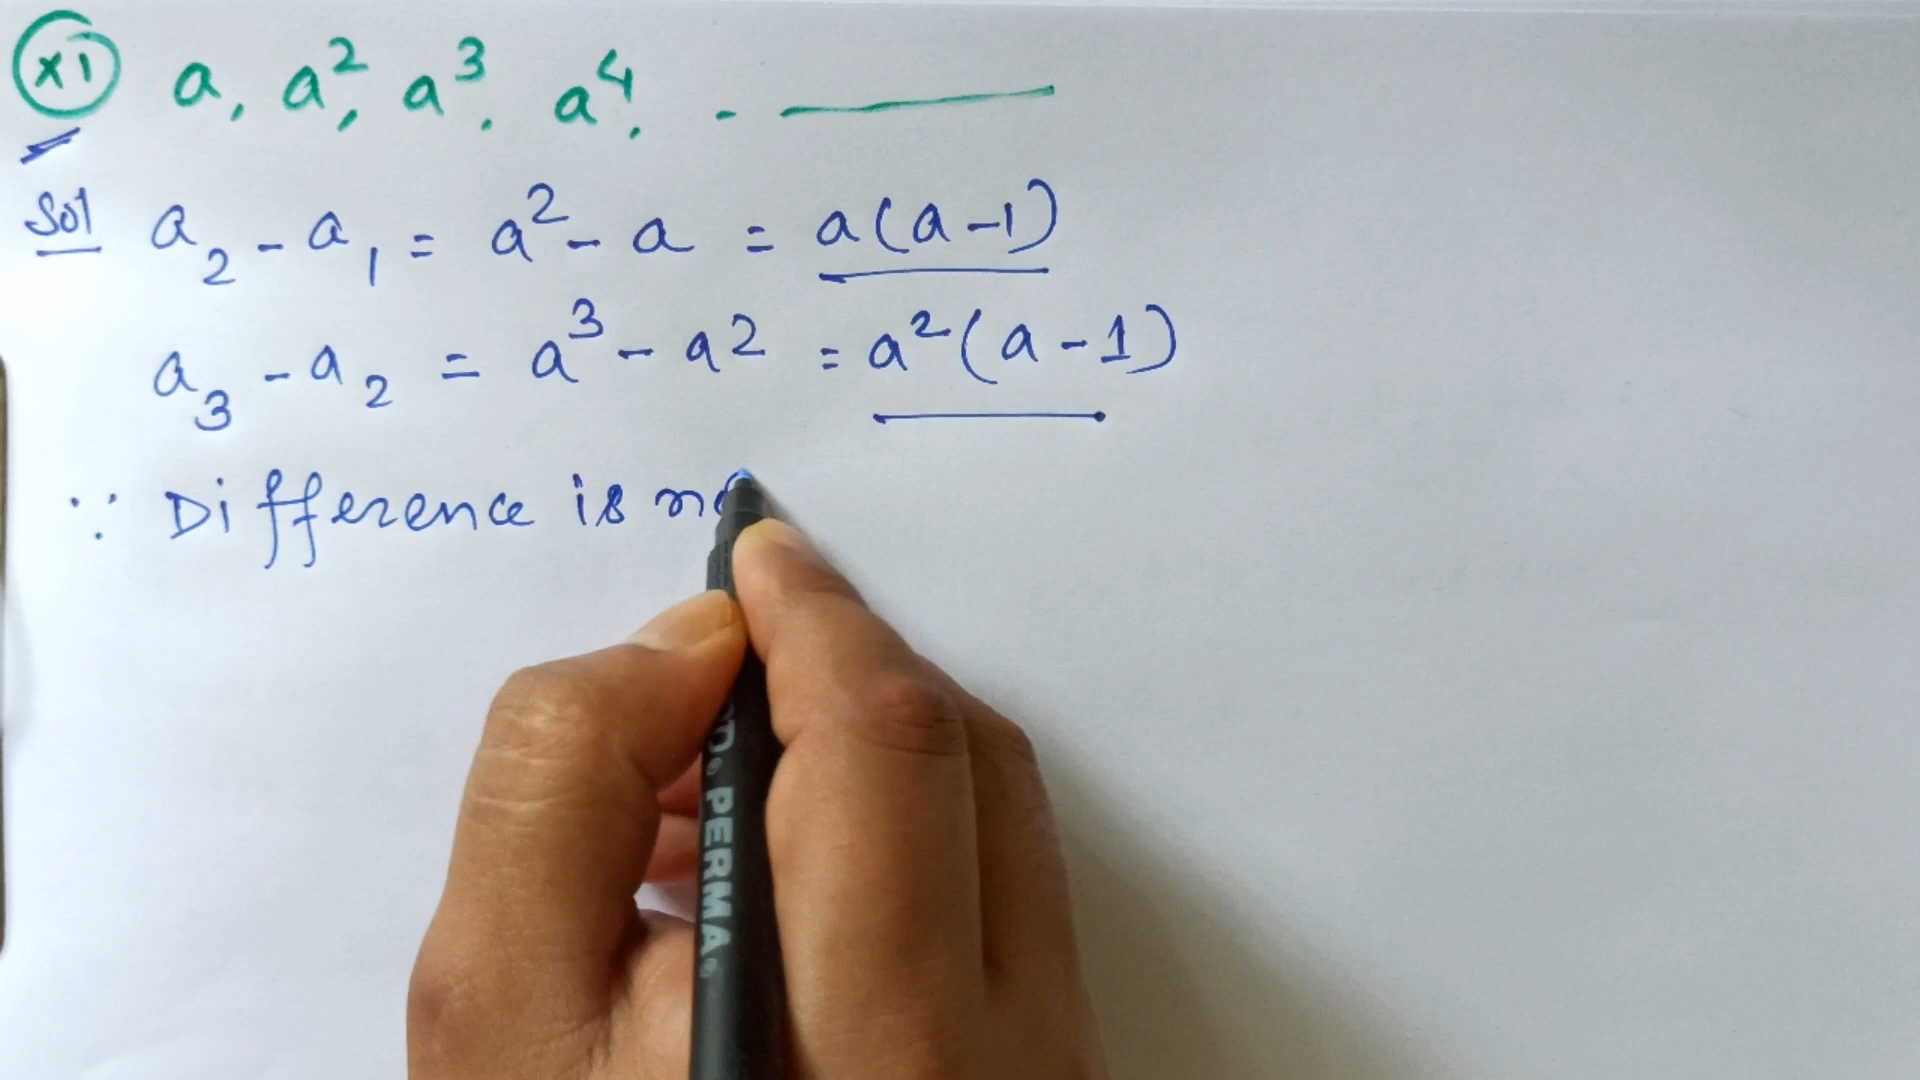 xi a, a², a³, a⁴, - ———
Sol a₂ - a₁ = a² - a = a(a-1)
a₃ - a₂ = a³ - a² = a²(a-1)
∵ Difference is
PERMA